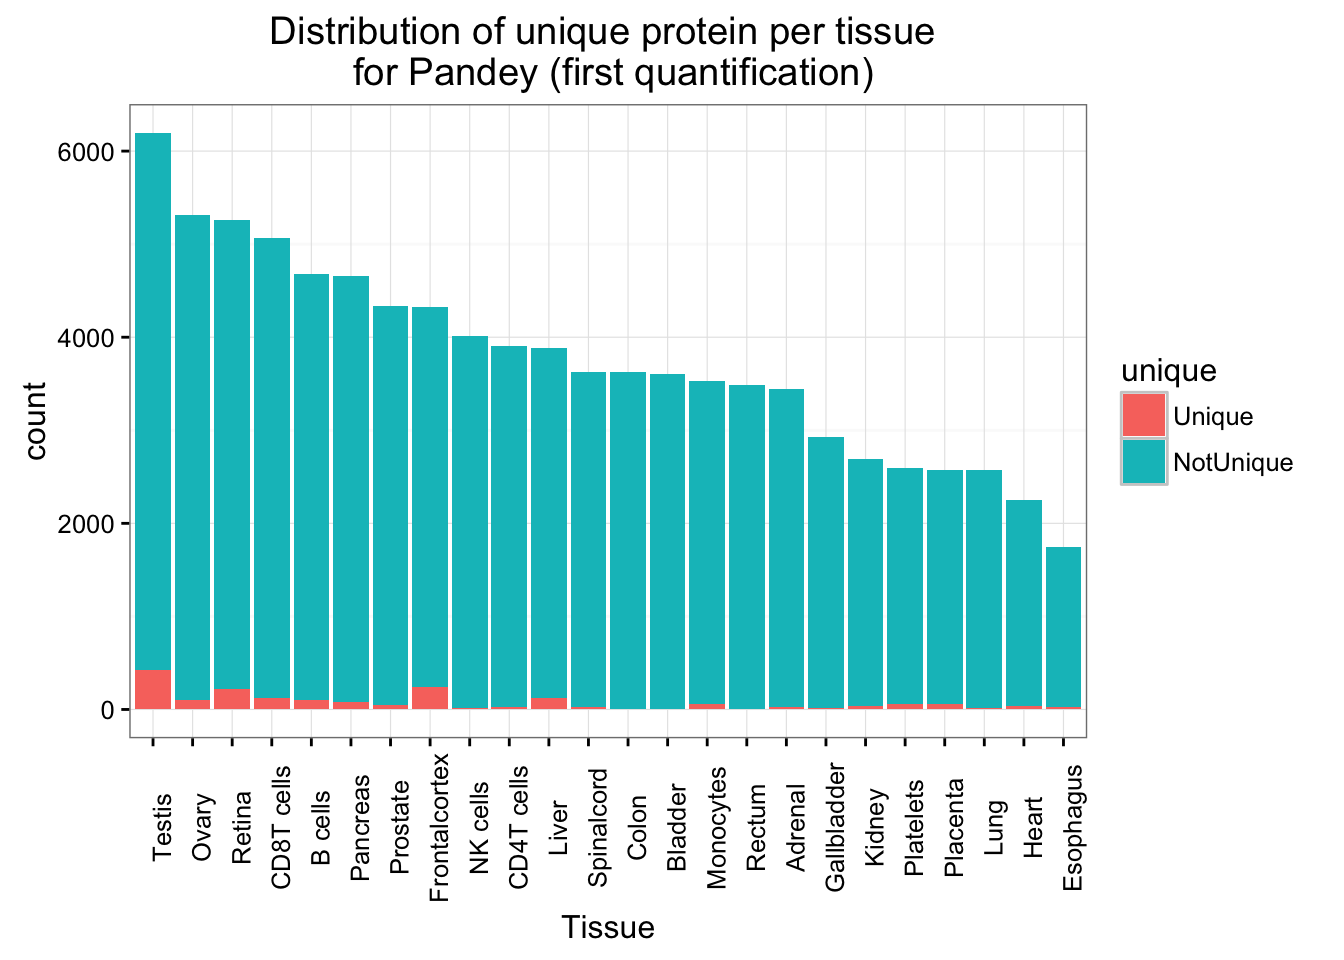 Distribution of unique protein per tissue
for Pandey (first quantification)
6000
4000
2000
0
count
unique
Unique
NotUnique
Testis
Ovary
Retina
CD8T cells
B cells
Pancreas
Prostate
Frontalcortex
NK cells
CD4T cells
Liver
Spinalcord
Colon
Bladder
Monocytes
Rectum
Adrenal
Gallbladder
Kidney
Platelets
Placenta
Lung
Heart
Esophagus
Tissue